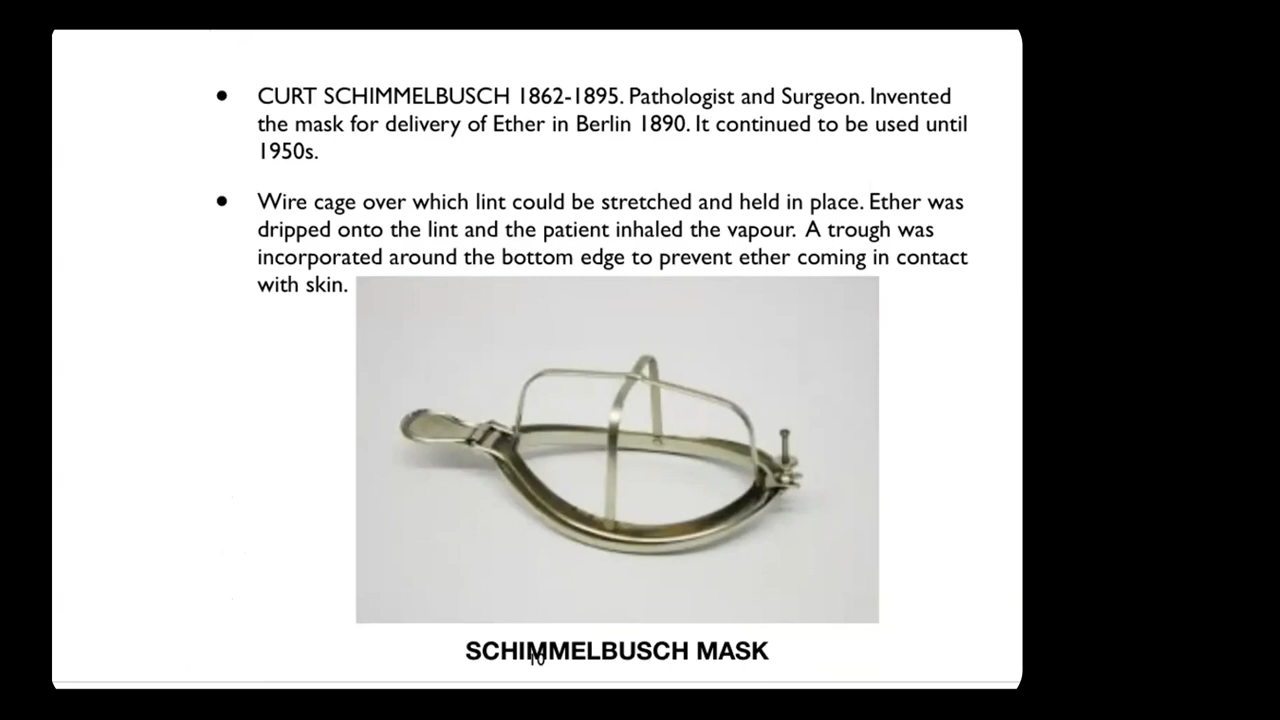 CURT SCHIMMELBUSCH 1862-1895. Pathologist and Surgeon. Invented
the mask for delivery of Ether in Berlin 1890. It continued to be used until
1950s.
Wire cage over which lint could be stretched and held in place. Ether was
dripped onto the lint and the patient inhaled the vapour. A trough was
incorporated around the bottom edge to prevent ether coming in contact
with skin.
SCHIMMELBUSCH MASK
10